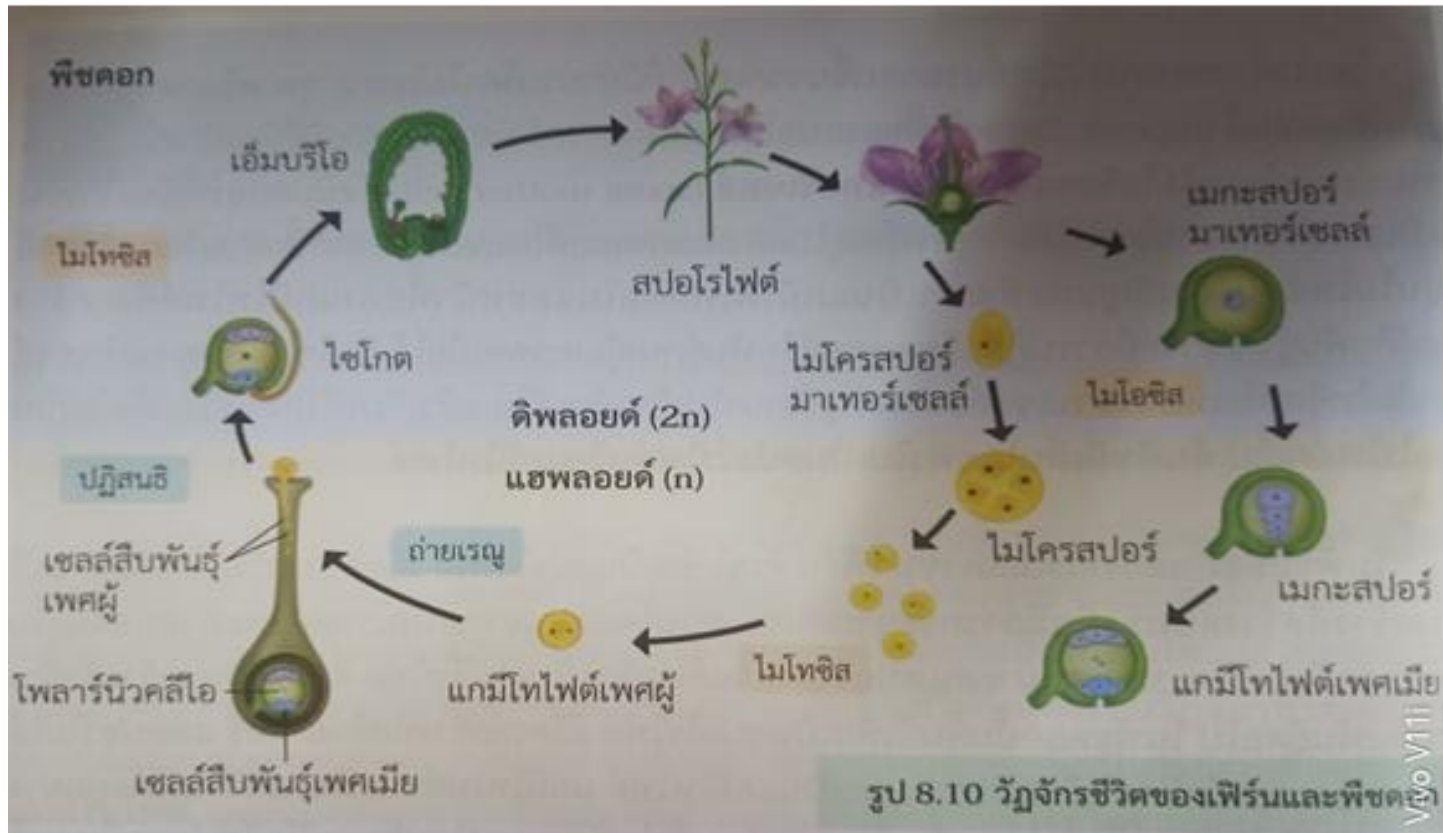 พืชดอก
เอ็มบริโอ
ไมโทซิส
ไซโกต
สปอโรไฟต์
เมกะสปอร์
มาเทอร์เซลล์
ไมโครสปอร์
มาเทอร์เซลล์
ไมโอซิส
ดิพลอยด์ (2n)
แฮพลอยด์ (n)
ปฏิสนธิ
ถ่ายเรณู
เซลล์สืบพันธุ์
เพศผู้
ไมโครสปอร์
เมกะสปอร์
โพลาร์นิวคลีไอ
แกมีโทไฟต์เพศผู้
ไมโทซิส
แกมีโทไฟต์เพศเมีย
เซลล์สืบพันธุ์เพศเมีย
รูป 8.10 วัฏจักรชีวิตของเฟิร์นและพืชดอก
vivo V11i